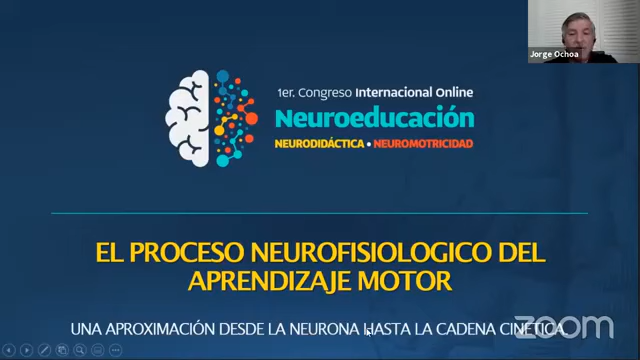 Jorge Ochoa
1er. Congreso Internacional Online
Neuroeducación
NEURODIDÁCTICA • NEUROMOTRICIDAD
EL PROCESO NEUROFISIOLOGICO DEL
APRENDIZAJE MOTOR
UNA APROXIMACIÓN DESDE LA NEURONA HASTA LA CADENA CINÉTICA.
zoom